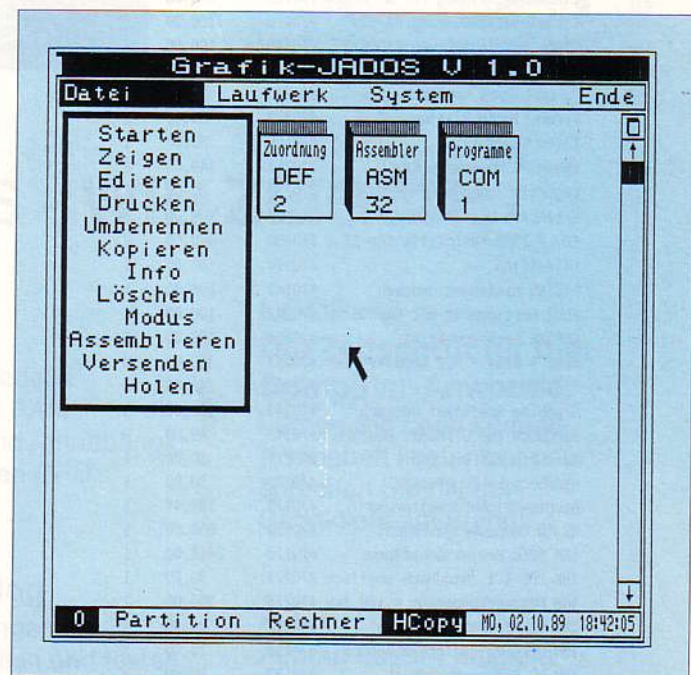 Grafik-JADOS V 1.0
Datei Laufwerk System Ende
Starten
Zeigen
Edieren
Drucken
Umbenennen
Kopieren
Info
Löschen
Modus
Assemblieren
Versenden
Holen
Zuordnung
DEF
2
Assembler
ASM
32
Programme
COM
1
0 Partition Rechner HCopy MO, 02.10.89 18:42:05